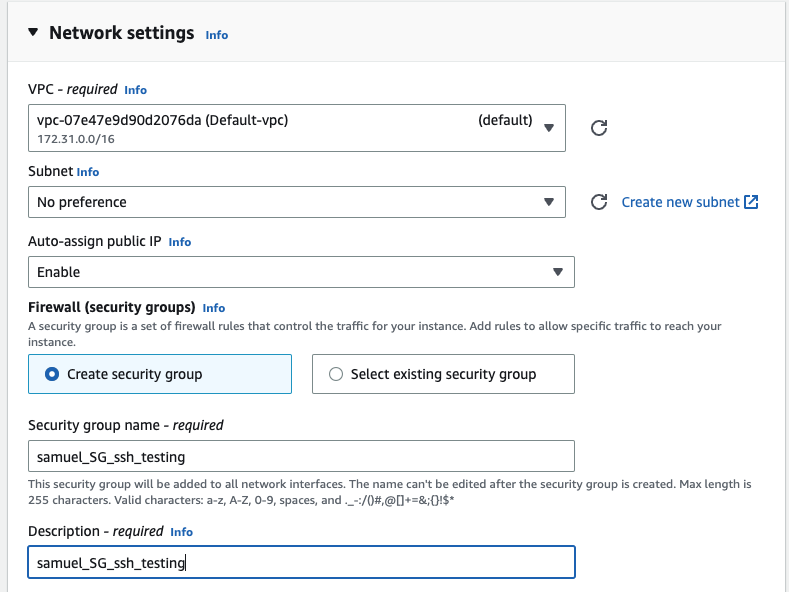 Network settings Info
VPC - required Info
vpc-07e47e9d90d2076da (Default-vpc) (default)
172.31.0.0/16
Subnet Info
No preference
Create new subnet
Auto-assign public IP Info
Enable
Firewall (security groups) Info
A security group is a set of firewall rules that control the traffic for your instance. Add rules to allow specific traffic to reach your
instance.
Create security group
Select existing security group
Security group name - required
samuel_SG_ssh_testing
This security group will be added to all network interfaces. The name can't be edited after the security group is created. Max length is
255 characters. Valid characters: a-z, A-Z, 0-9, spaces, and ._-:/()#,@[]+=&;{}!$*
Description - required Info
samuel_SG_ssh_testing